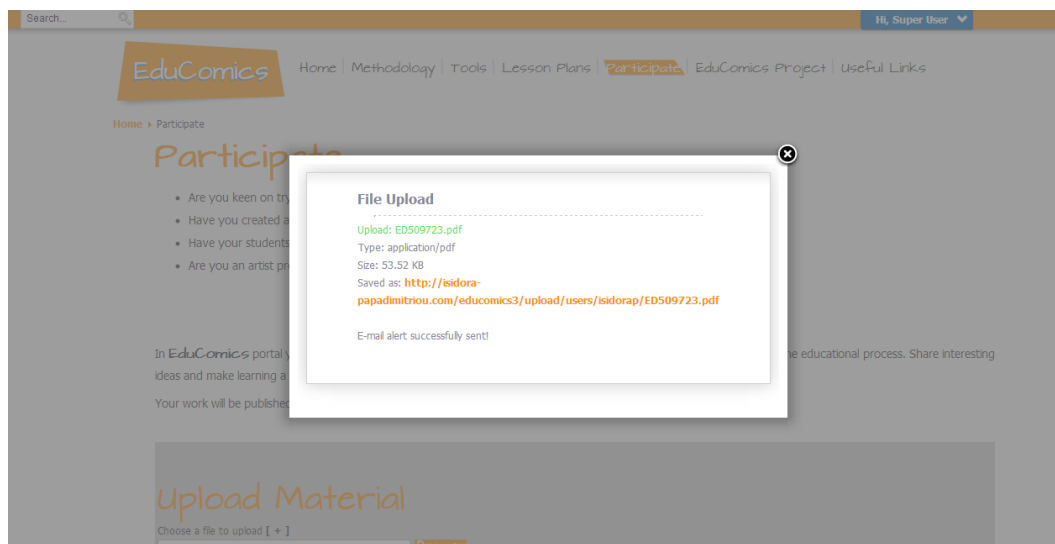 Search...
Hi, Super User
EduComics
Home | Methodology | Tools | Lesson Plans | Participate | EduComics Project | Useful Links
Home Participate
Participate
Are you keen on try
Have you created a
Have your students
Are you an artist pr
File Upload
Upload: ED509723.pdf
Type: application/pdf
Size: 53.52 KB
Saved as: http://isidora-
papadimitriou.com/educomics3/upload/users/isidorap/ED509723.pdf
E-mail alert successfully sent!
In EduComics portal y
he educational process. Share interesting
ideas and make learning a
Your work will be published
Upload Material
Choose a file to upload [ + ]